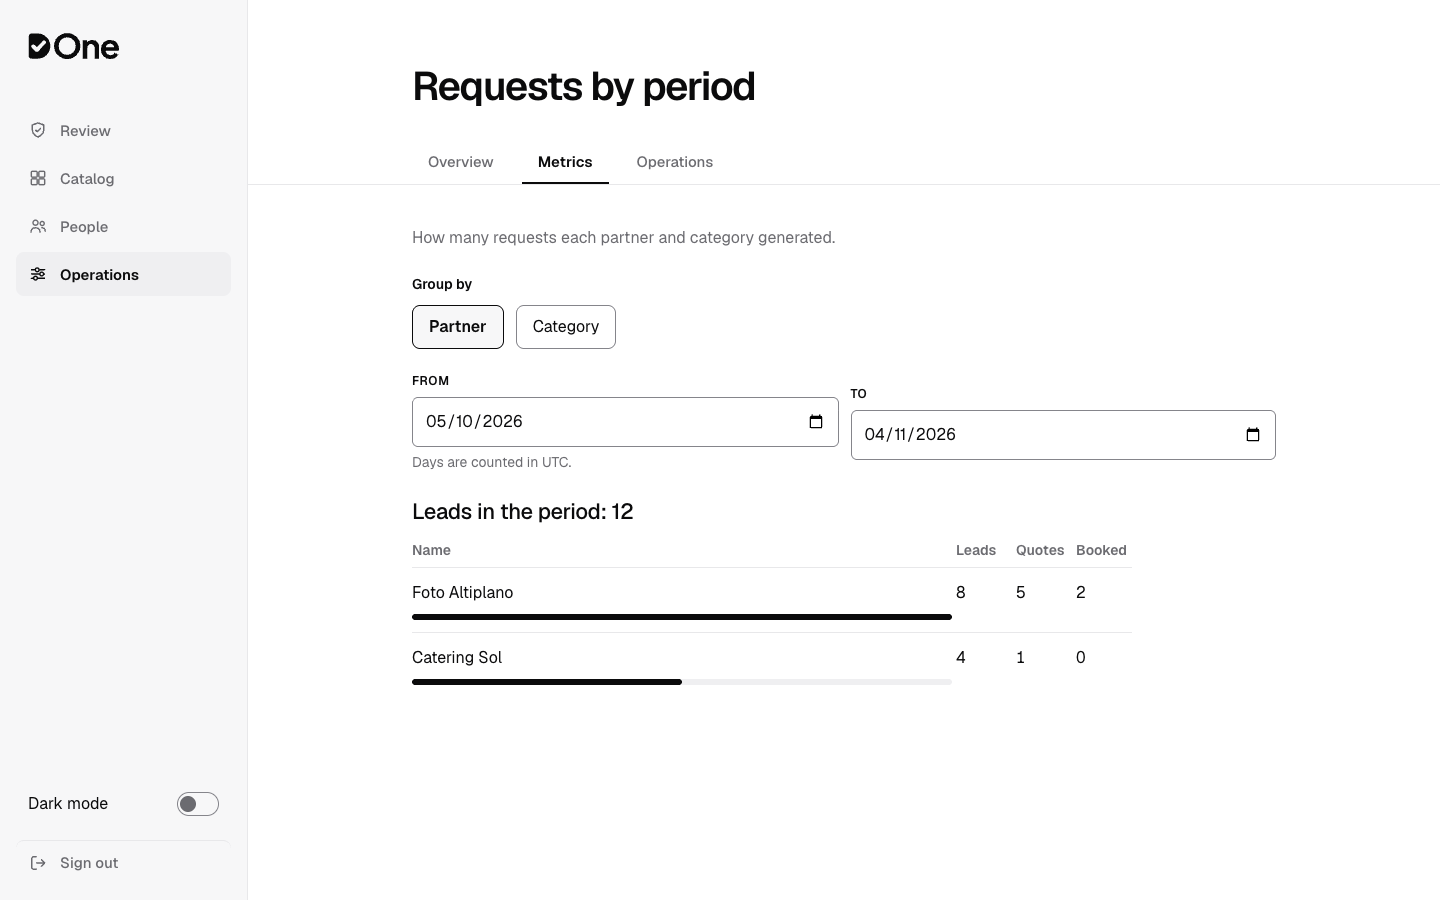 One
Review
Catalog
People
Operations
Dark mode
Sign out
Requests by period
Overview Metrics Operations
How many requests each partner and category generated.
Group by
Partner Category
FROM
05/10/2026
Days are counted in UTC.
TO
04/11/2026
Leads in the period: 12
Name Leads Quotes Booked
Foto Altiplano 8 5 2
Catering Sol 4 1 0